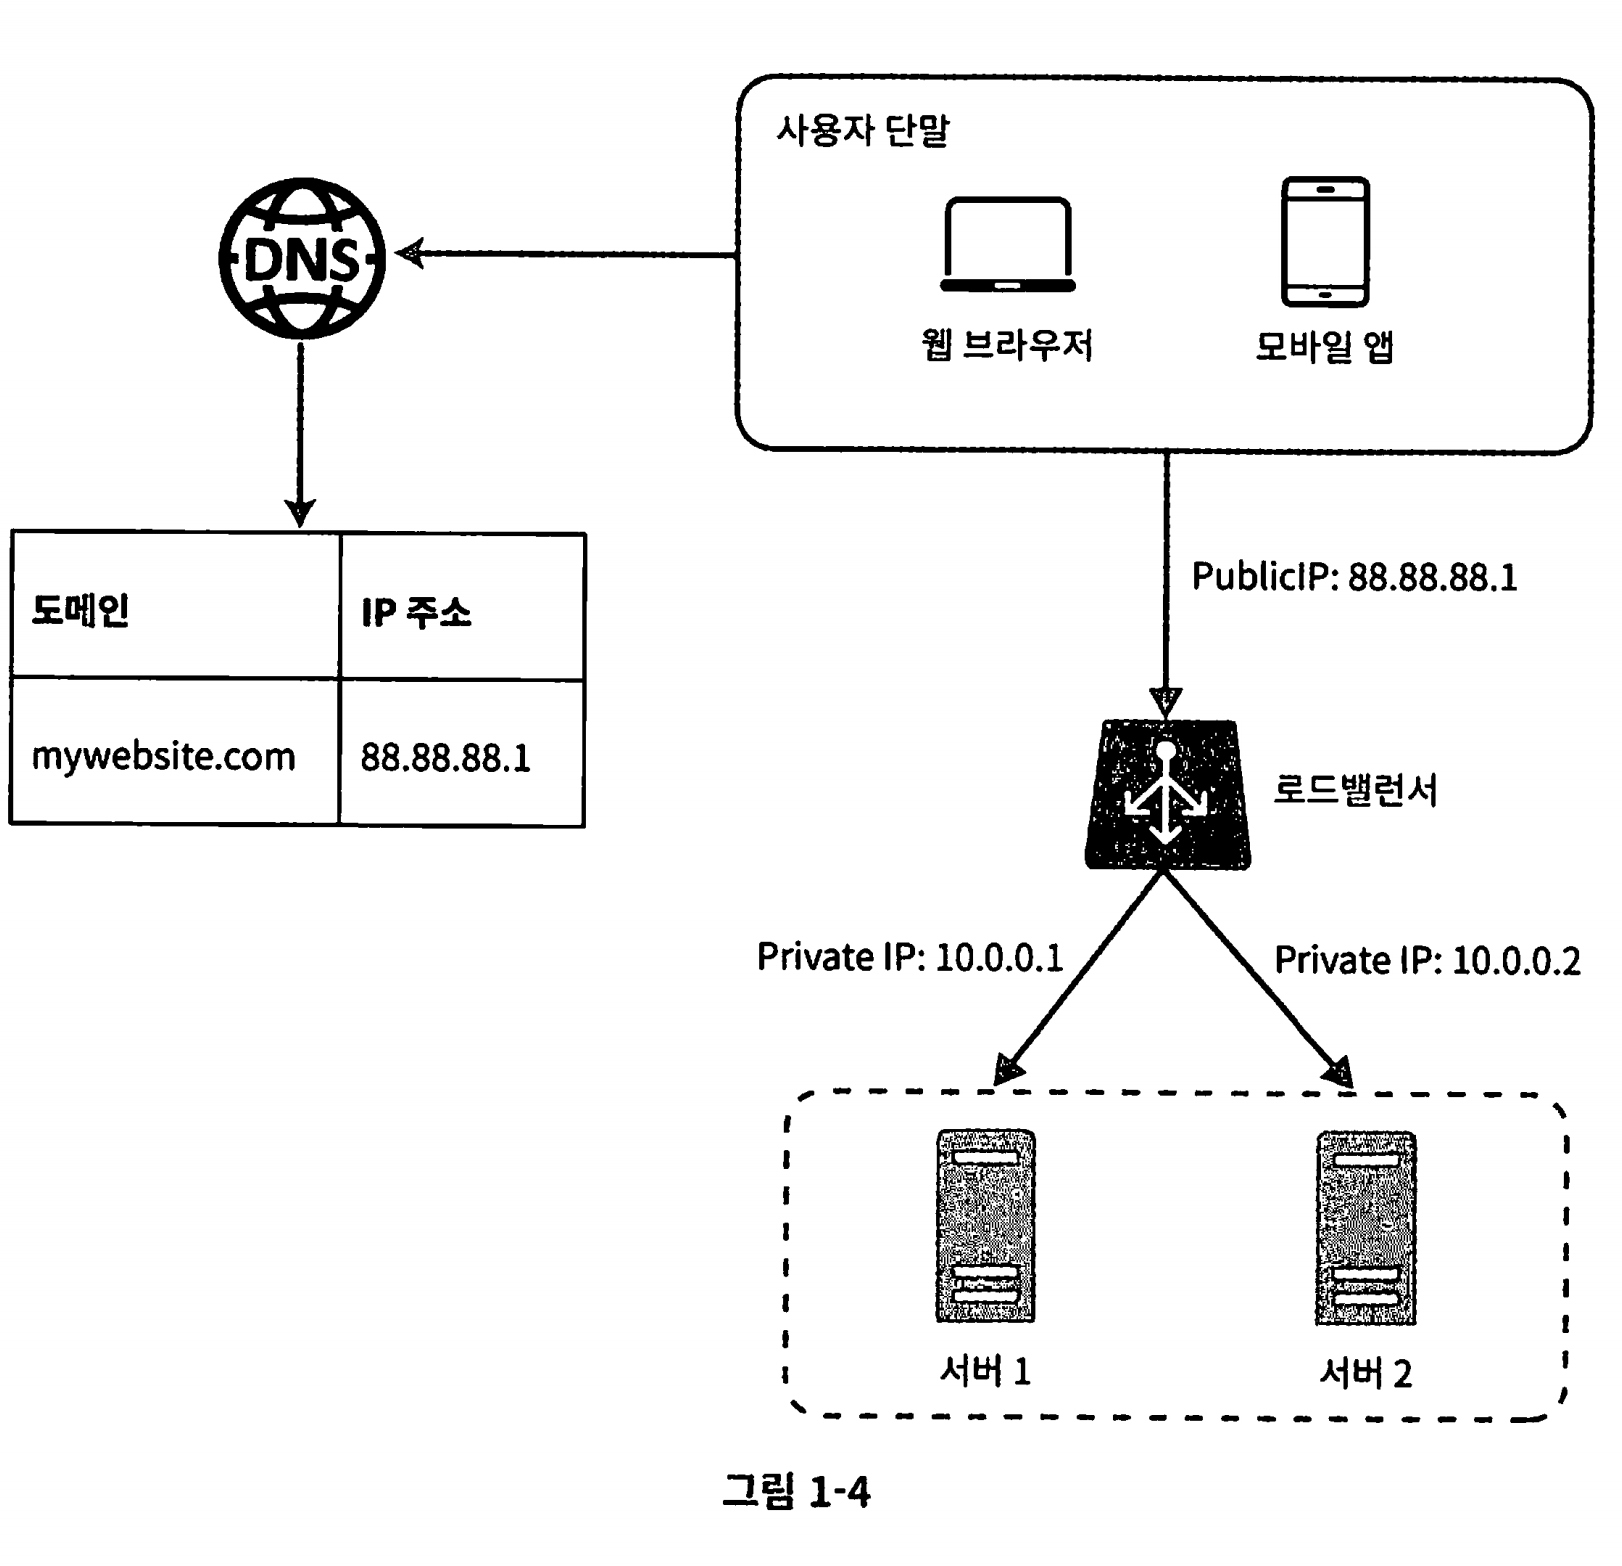 사용자 단말
DNS
웹 브라우저
모바일 앱
도메인
IP 주소
mywebsite.com
88.88.88.1
PublicIP: 88.88.88.1
로드밸런서
Private IP: 10.0.0.1
Private IP: 10.0.0.2
서버 1
서버 2
그림 1-4